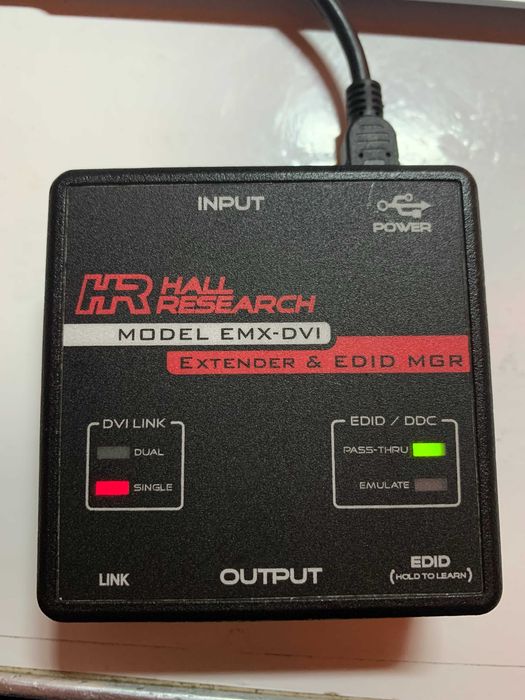 INPUT
POWER
HR HALL
RESEARCH
MODEL EMX-DVI
EXTENDER & EDID MGR
DVI LINK
DUAL
SINGLE
EDID / DDC
PASS-THRU
EMULATE
LINK
OUTPUT
EDID
(HOLD TO LEARN)